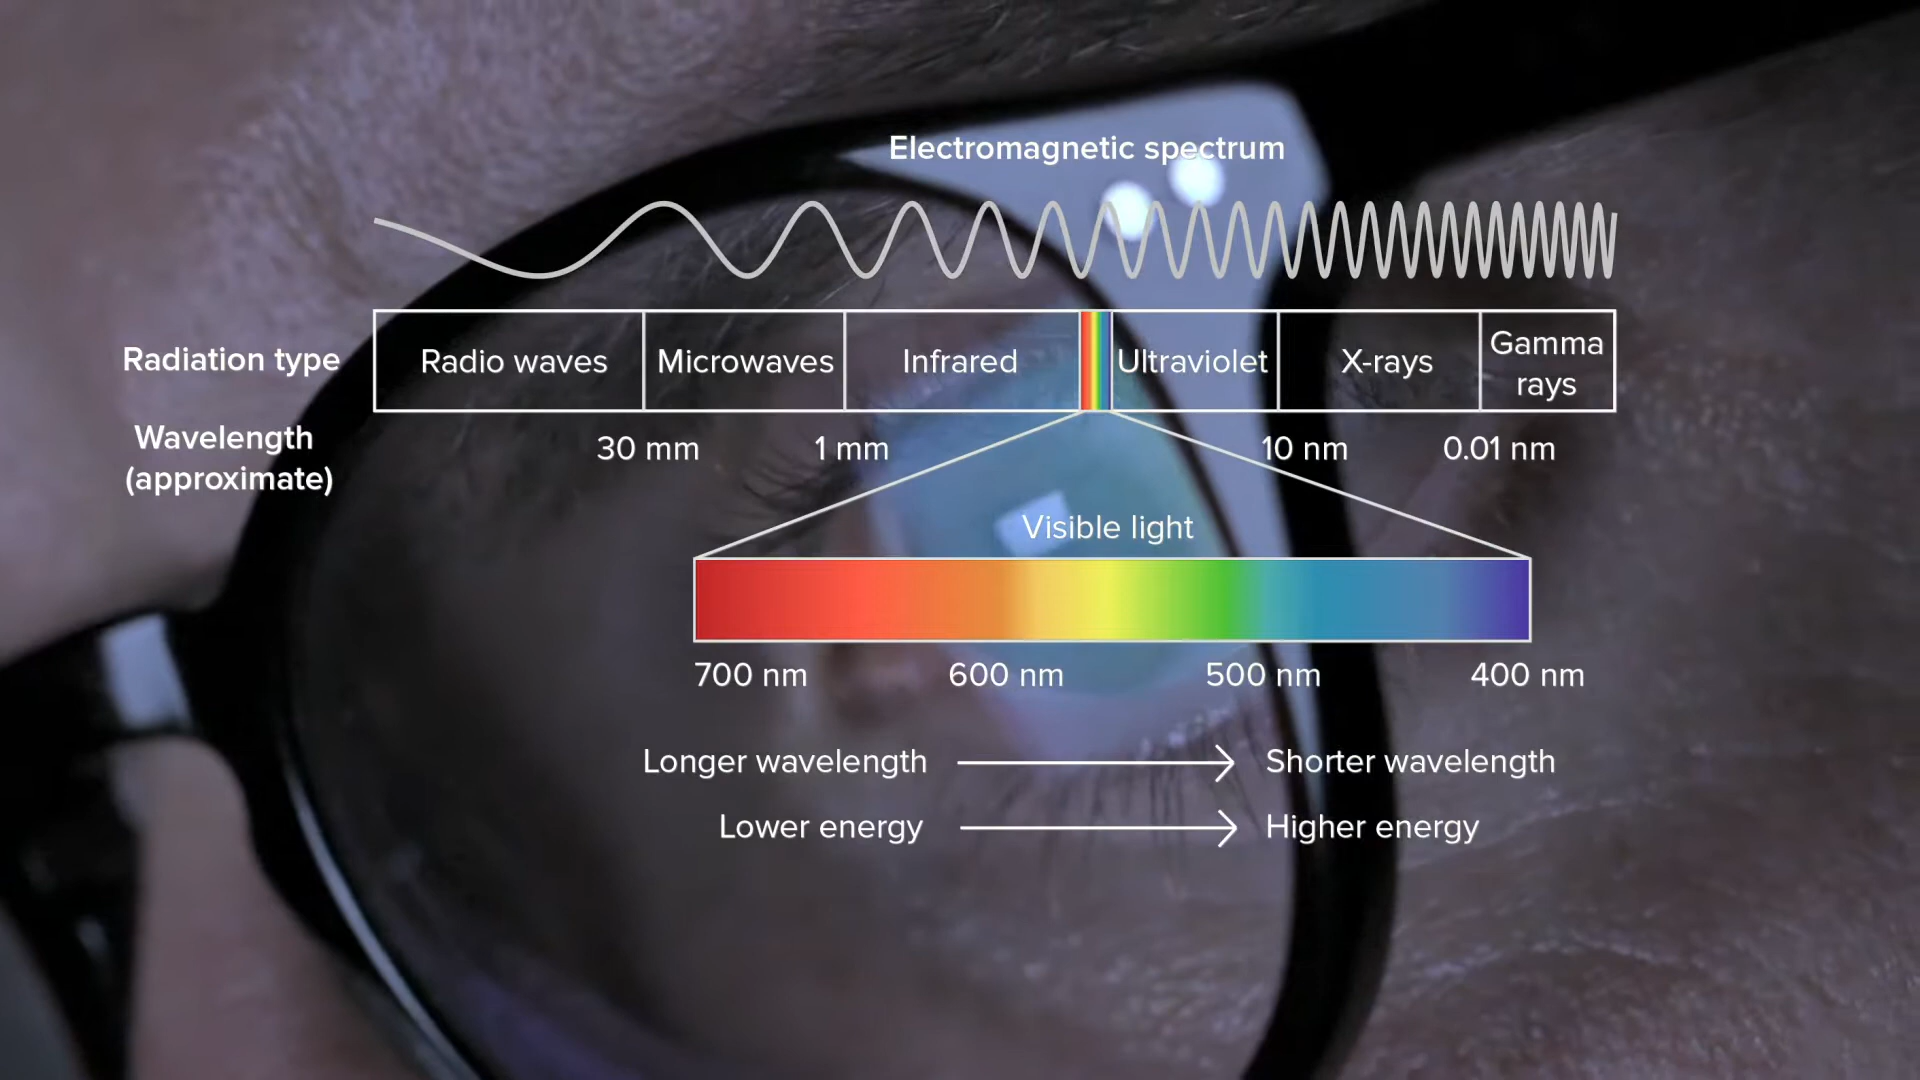 Electromagnetic spectrum
Radiation type
Radio waves
Microwaves
Infrared
Ultraviolet
X-rays
Gamma
rays
Wavelength
(approximate)
30 mm
1 mm
10 nm
0.01 nm
Visible light
700 nm
600 nm
500 nm
400 nm
Longer wavelength
Shorter wavelength
Lower energy
Higher energy